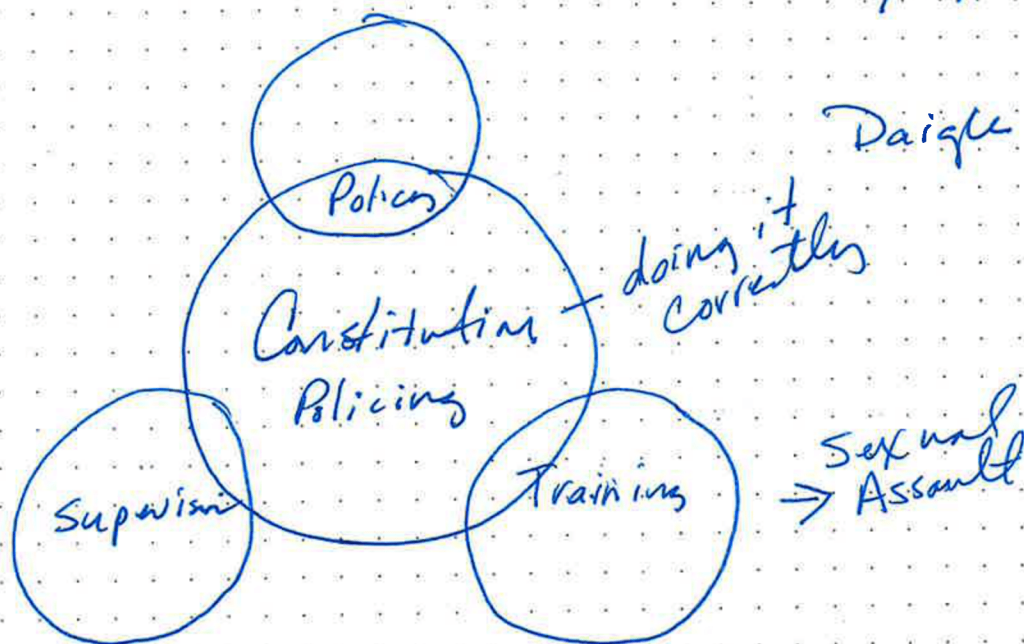 Daigle
Policy
doing it
correctly
Constitution
Policing
Sexual
Assault
Training
Supervision